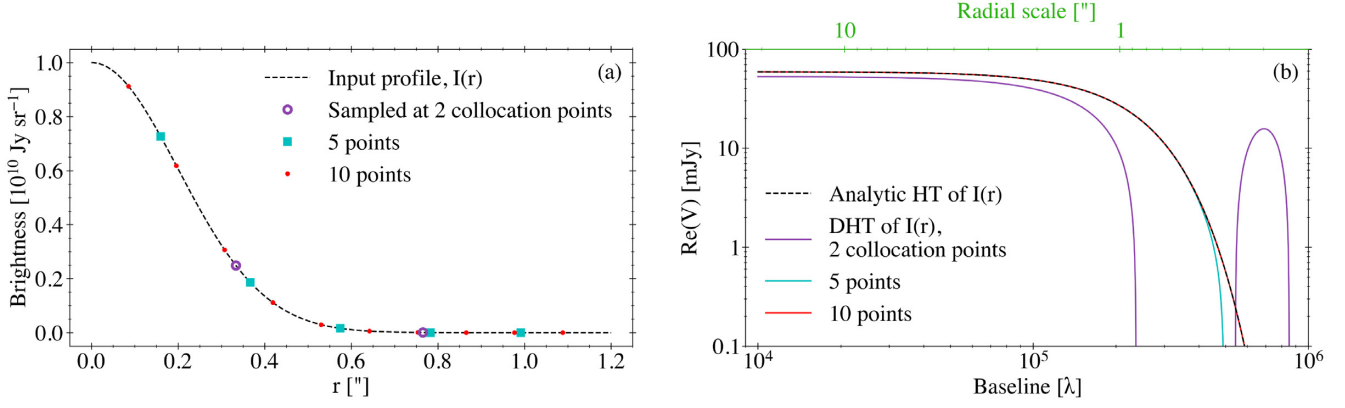 (a)
Input profile, I(r)
Sampled at 2 collocation points
5 points
10 points
Brightness [10¹⁰ Jy sr⁻¹]
1.0
0.8
0.6
0.4
0.2
0.0
0.0 0.2 0.4 0.6 0.8 1.0 1.2
r ["]
Radial scale ["]
10 1
(b)
Analytic HT of I(r)
DHT of I(r),
2 collocation points
5 points
10 points
Re(V) [mJy]
100
10
1
0.1
10⁴ 10⁵ 10⁶
Baseline [λ]